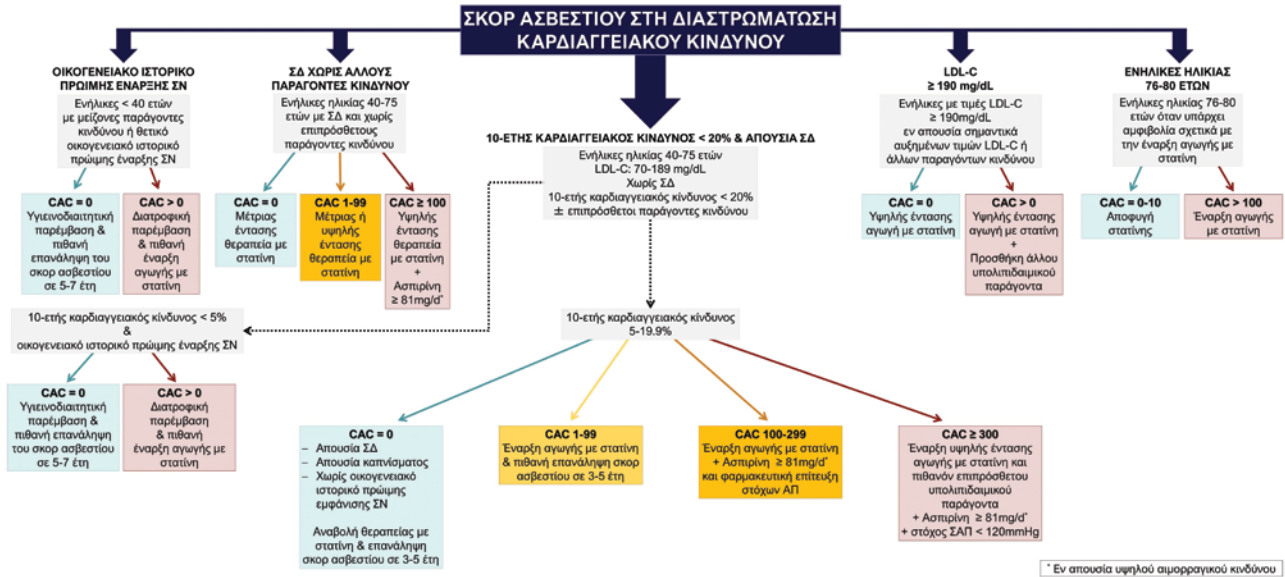 ΣΚΟΡ ΑΣΒΕΣΤΙΟΥ ΣΤΗ ΔΙΑΣΤΡΩΜΑΤΩΣΗ
ΚΑΡΔΙΑΓΓΕΙΑΚΟΥ ΚΙΝΔΥΝΟΥ
ΟΙΚΟΓΕΝΕΙΑΚΟ ΙΣΤΟΡΙΚΟ
ΠΡΩΙΜΗΣ ΕΝΑΡΞΗΣ ΣΝ
Ενήλικες < 40 ετών
με μείζονες παράγοντες
κινδύνου ή θετικό
οικογενειακό ιστορικό
πρώιμης έναρξης ΣΝ
CAC = 0
Υγιεινοδιαιτητική
παρέμβαση &
πιθανή
επανάληψη του
σκορ ασβεστίου
σε 5-7 έτη
CAC > 0
Διατροφική
παρέμβαση
& πιθανή
έναρξη
αγωγής με
στατίνη
ΣΔ ΧΩΡΙΣ ΑΛΛΟΥΣ
ΠΑΡΑΓΟΝΤΕΣ ΚΙΝΔΥΝΟΥ
Ενήλικες ηλικίας 40-75
ετών με ΣΔ και χωρίς
επιπρόσθετους
παράγοντες κινδύνου
CAC = 0
Μέτριας
έντασης
θεραπεία με
στατίνη
CAC 1-99
Μέτριας ή
υψηλής
έντασης
θεραπεία με
στατίνη
CAC ≥ 100
Υψηλής
έντασης
θεραπεία
με στατίνη
+
Ασπιρίνη
≥ 81mg/d*
10-ΕΤΗΣ ΚΑΡΔΙΑΓΓΕΙΑΚΟΣ ΚΙΝΔΥΝΟΣ < 20% & ΑΠΟΥΣΙΑ ΣΔ
Ενήλικες ηλικίας 40-75 ετών
LDL-C: 70-189 mg/dL
Χωρίς ΣΔ
10-ετής καρδιαγγειακός κίνδυνος < 20%
± επιπρόσθετοι παράγοντες κινδύνου
LDL-C
≥ 190 mg/dL
Ενήλικες με τιμές LDL-C
≥ 190mg/dL
εν απουσία σημαντικά
αυξημένων τιμών LDL-C ή
άλλων παραγόντων κινδύνου
CAC = 0
Υψηλής έντασης
αγωγή με στατίνη
CAC > 0
Υψηλής έντασης
αγωγή με στατίνη
+
Προσθήκη άλλου
υπολιπιδαιμικού
παράγοντα
ΕΝΗΛΙΚΕΣ ΗΛΙΚΙΑΣ
76-80 ΕΤΩΝ
Ενήλικες ηλικίας 76-80
ετών όταν υπάρχει
αμφιβολία σχετικά με
την έναρξη αγωγής με
στατίνη
CAC = 0-10
Αποφυγή
στατίνης
CAC > 100
Έναρξη αγωγής
με στατίνη
10-ετής καρδιαγγειακός κίνδυνος < 5%
&
οικογενειακό ιστορικό πρώιμης έναρξης ΣΝ
CAC = 0
Υγιεινοδιαιτητική
παρέμβαση &
πιθανή επανάληψη
του σκορ ασβεστίου
σε 5-7 έτη
CAC > 0
Διατροφική
παρέμβαση
& πιθανή
έναρξη αγωγής με
στατίνη
10-ετής καρδιαγγειακός κίνδυνος
5-19.9%
CAC = 0
– Απουσία ΣΔ
– Απουσία καπνίσματος
– Χωρίς οικογενειακό
ιστορικό πρώιμης
εμφάνισης ΣΝ
Αναβολή θεραπείας με
στατίνη & επανάληψη
σκορ ασβεστίου σε 3-5 έτη
CAC 1-99
Έναρξη αγωγής με στατίνη
& πιθανή επανάληψη σκορ
ασβεστίου σε 3-5 έτη
CAC 100-299
Έναρξη αγωγής με στατίνη
+ Ασπιρίνη ≥ 81mg/d*
και φαρμακευτική επίτευξη
στόχων ΑΠ
CAC ≥ 300
Έναρξη υψηλής έντασης
αγωγής με στατίνη και
πιθανόν επιπρόσθετου
υπολιπιδαιμικού
παράγοντα
+ Ασπιρίνη ≥ 81mg/d*
+ στόχος ΣΑΠ < 120mmHg
* Εν απουσία υψηλού αιμορραγικού κινδύνου